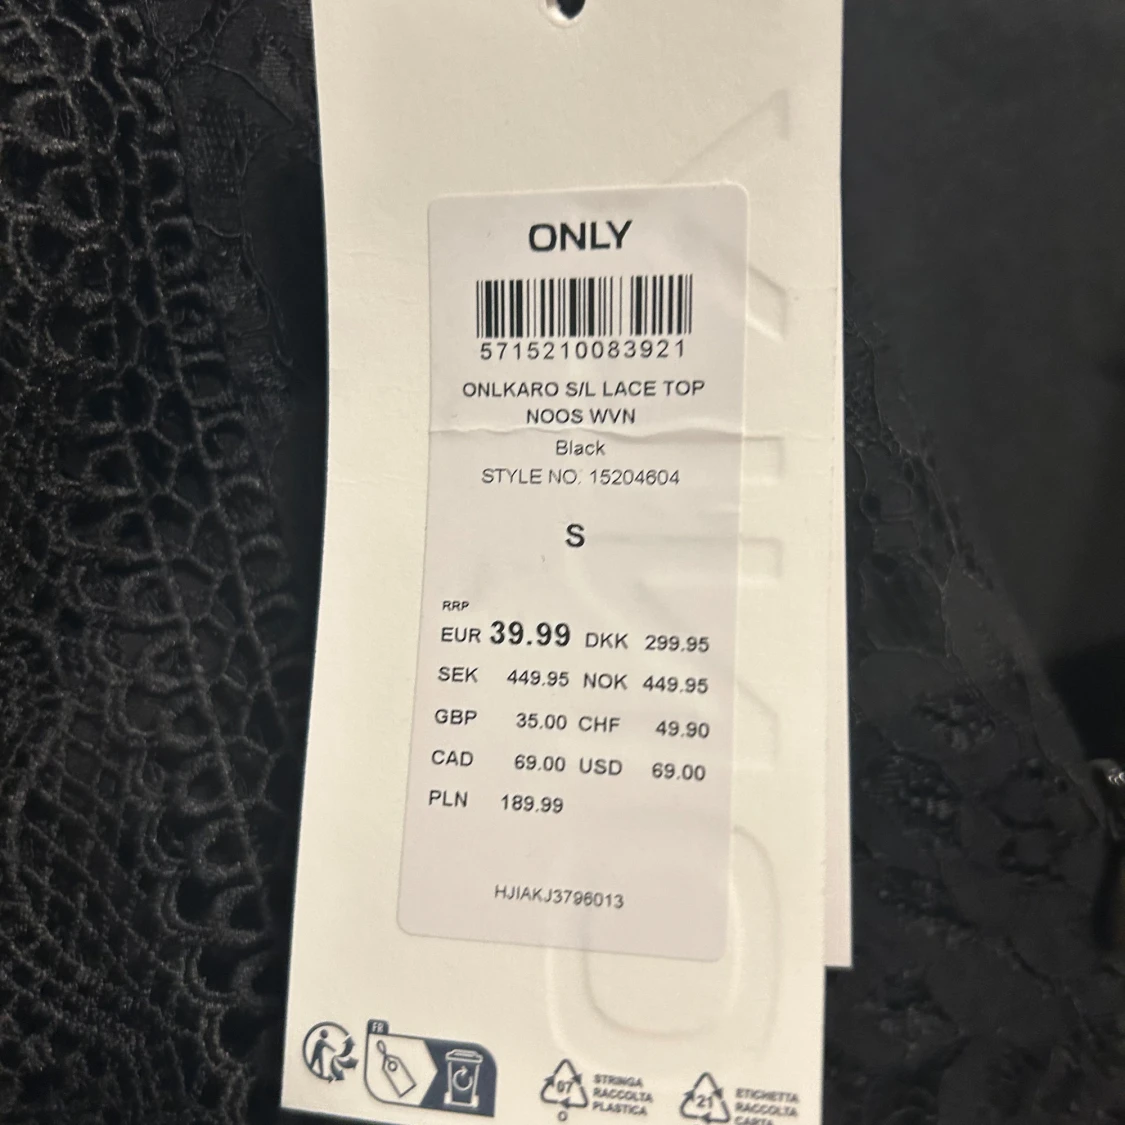 ONLY
5715210083921
ONLKARO S/L LACE TOP
NOOS WVN
Black
STYLE NO. 15204604
S
RRP
EUR 39.99 DKK 299.95
SEK 449.95 NOK 449.95
GBP 35.00 CHF 49.90
CAD 69.00 USD 69.00
PLN 189.99
HJIAKJ3796013
FR
07
O
STRINGA
RACCOLTA
PLASTICA
21
ETICHETTA
RACCOLTA
CARTA